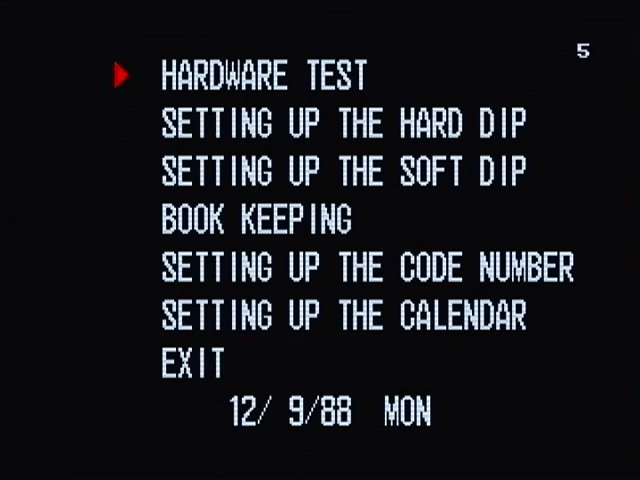 5
HARDWARE TEST
SETTING UP THE HARD DIP
SETTING UP THE SOFT DIP
BOOK KEEPING
SETTING UP THE CODE NUMBER
SETTING UP THE CALENDAR
EXIT
12/ 9/88 MON